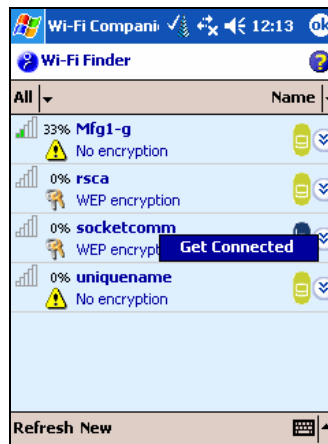 Wi-Fi Compani 12:13 ok
Wi-Fi Finder ?
All Name
33% Mfg1-g
No encryption
0% rsca
WEP encryption
0% socketcomm
WEP encrypt Get Connected
0% uniquename
No encryption
Refresh New